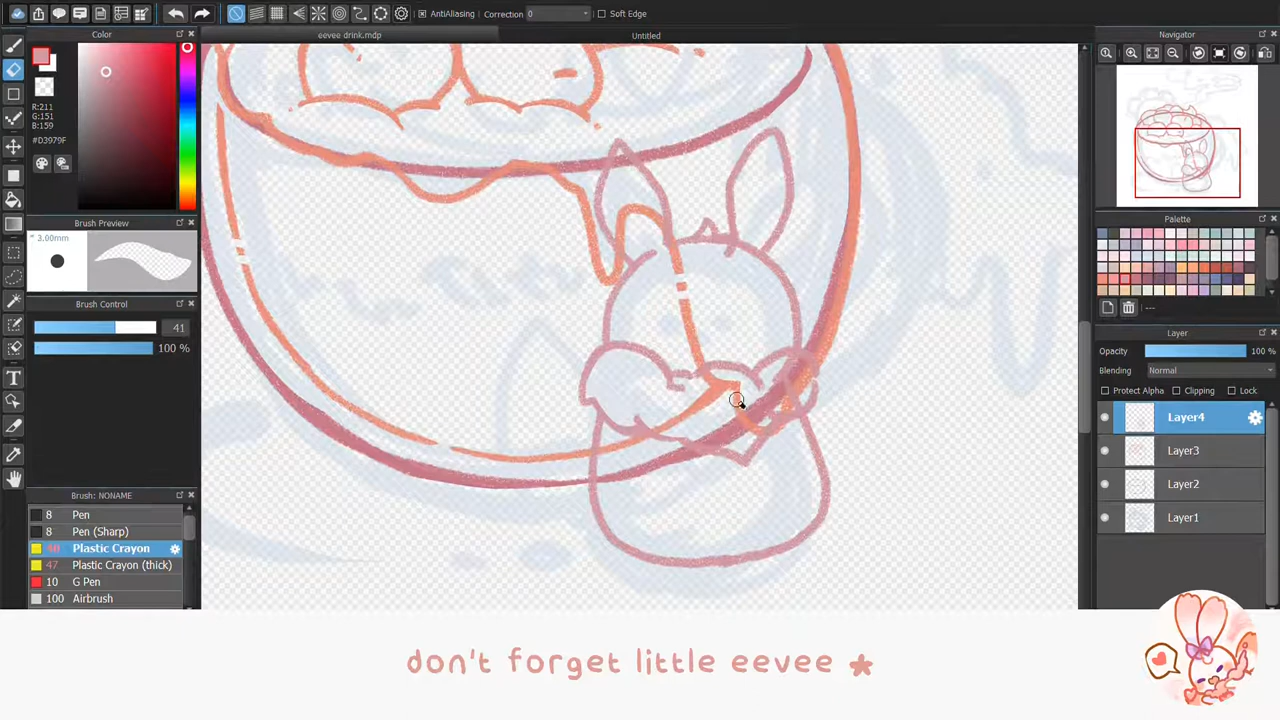 AntiAliasing Correction 0 Soft Edge
Color
eevee drink.mdp
Untitled
Navigator
R:211
G:151
B:159
#D3979F
Brush Preview
* 3.00mm
Palette
Brush Control
---
41
100 %
Layer
Opacity 100 %
Blending Normal
Protect Alpha Clipping Lock
Layer4
Layer3
Layer2
Layer1
Brush: NONAME
8 Pen
8 Pen (Sharp)
Plastic Crayon
47 Plastic Crayon (thick)
10 G Pen
100 Airbrush
don't forget little eevee *